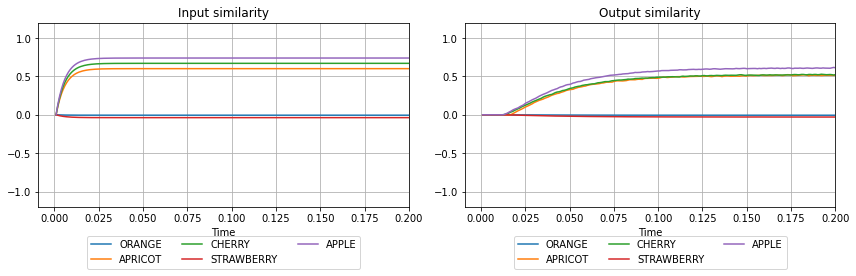 Input similarity
1.0
0.5
0.0
−0.5
−1.0
0.000 0.025 0.050 0.075 0.100 0.125 0.150 0.175 0.200
Time
ORANGE CHERRY APPLE
APRICOT STRAWBERRY
Output similarity
1.0
0.5
0.0
−0.5
−1.0
0.000 0.025 0.050 0.075 0.100 0.125 0.150 0.175 0.200
Time
ORANGE CHERRY APPLE
APRICOT STRAWBERRY